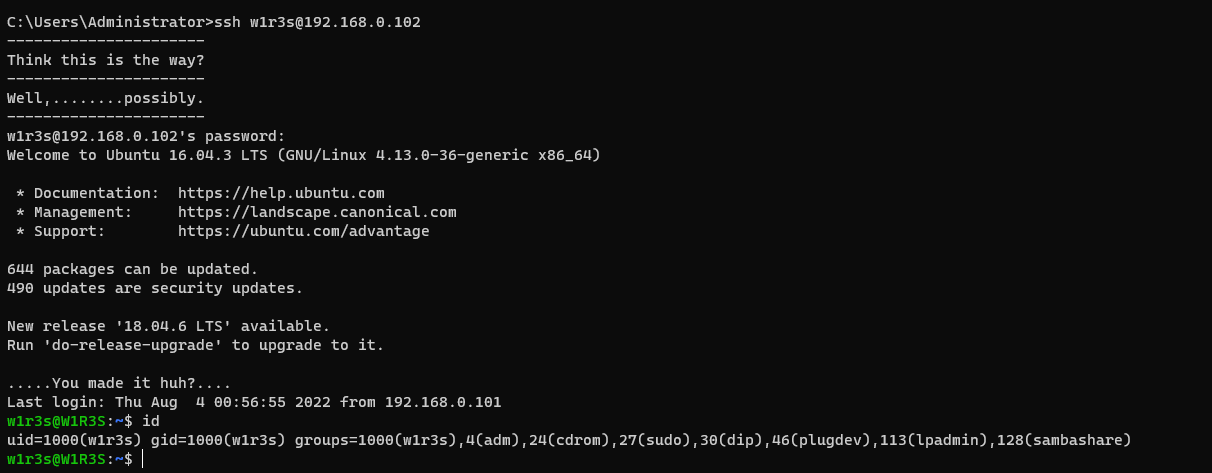 C:\Users\Administrator>ssh w1r3s@192.168.0.102
----------------------
Think this is the way?
----------------------
Well,........possibly.
----------------------
w1r3s@192.168.0.102's password:
Welcome to Ubuntu 16.04.3 LTS (GNU/Linux 4.13.0-36-generic x86_64)

 * Documentation:  https://help.ubuntu.com
 * Management:     https://landscape.canonical.com
 * Support:        https://ubuntu.com/advantage

644 packages can be updated.
490 updates are security updates.

New release '18.04.6 LTS' available.
Run 'do-release-upgrade' to upgrade to it.

.....You made it huh?....
Last login: Thu Aug  4 00:56:55 2022 from 192.168.0.101
w1r3s@W1R3S:~$ id
uid=1000(w1r3s) gid=1000(w1r3s) groups=1000(w1r3s),4(adm),24(cdrom),27(sudo),30(dip),46(plugdev),113(lpadmin),128(sambashare)
w1r3s@W1R3S:~$